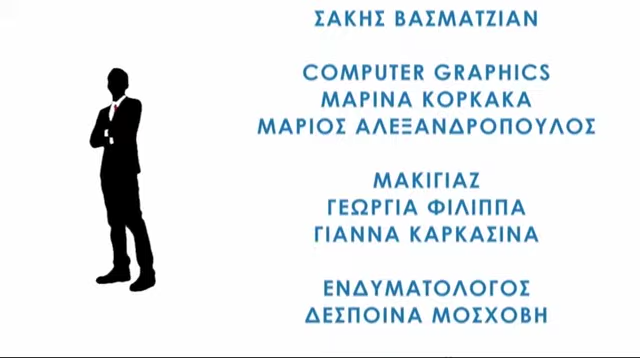 ΣΑΚΗΣ ΒΑΣΜΑΤΖΙΑΝ
COMPUTER GRAPHICS
ΜΑΡΙΝΑ ΚΟΡΚΑΚΑ
ΜΑΡΙΟΣ ΑΛΕΞΑΝΔΡΟΠΟΥΛΟΣ
ΜΑΚΙΓΙΑΖ
ΓΕΩΡΓΙΑ ΦΙΛΙΠΠΑ
ΓΙΑΝΝΑ ΚΑΡΚΑΣΙΝΑ
ΕΝΔΥΜΑΤΟΛΟΓΟΣ
ΔΕΣΠΟΙΝΑ ΜΟΣΧΟΒΗ